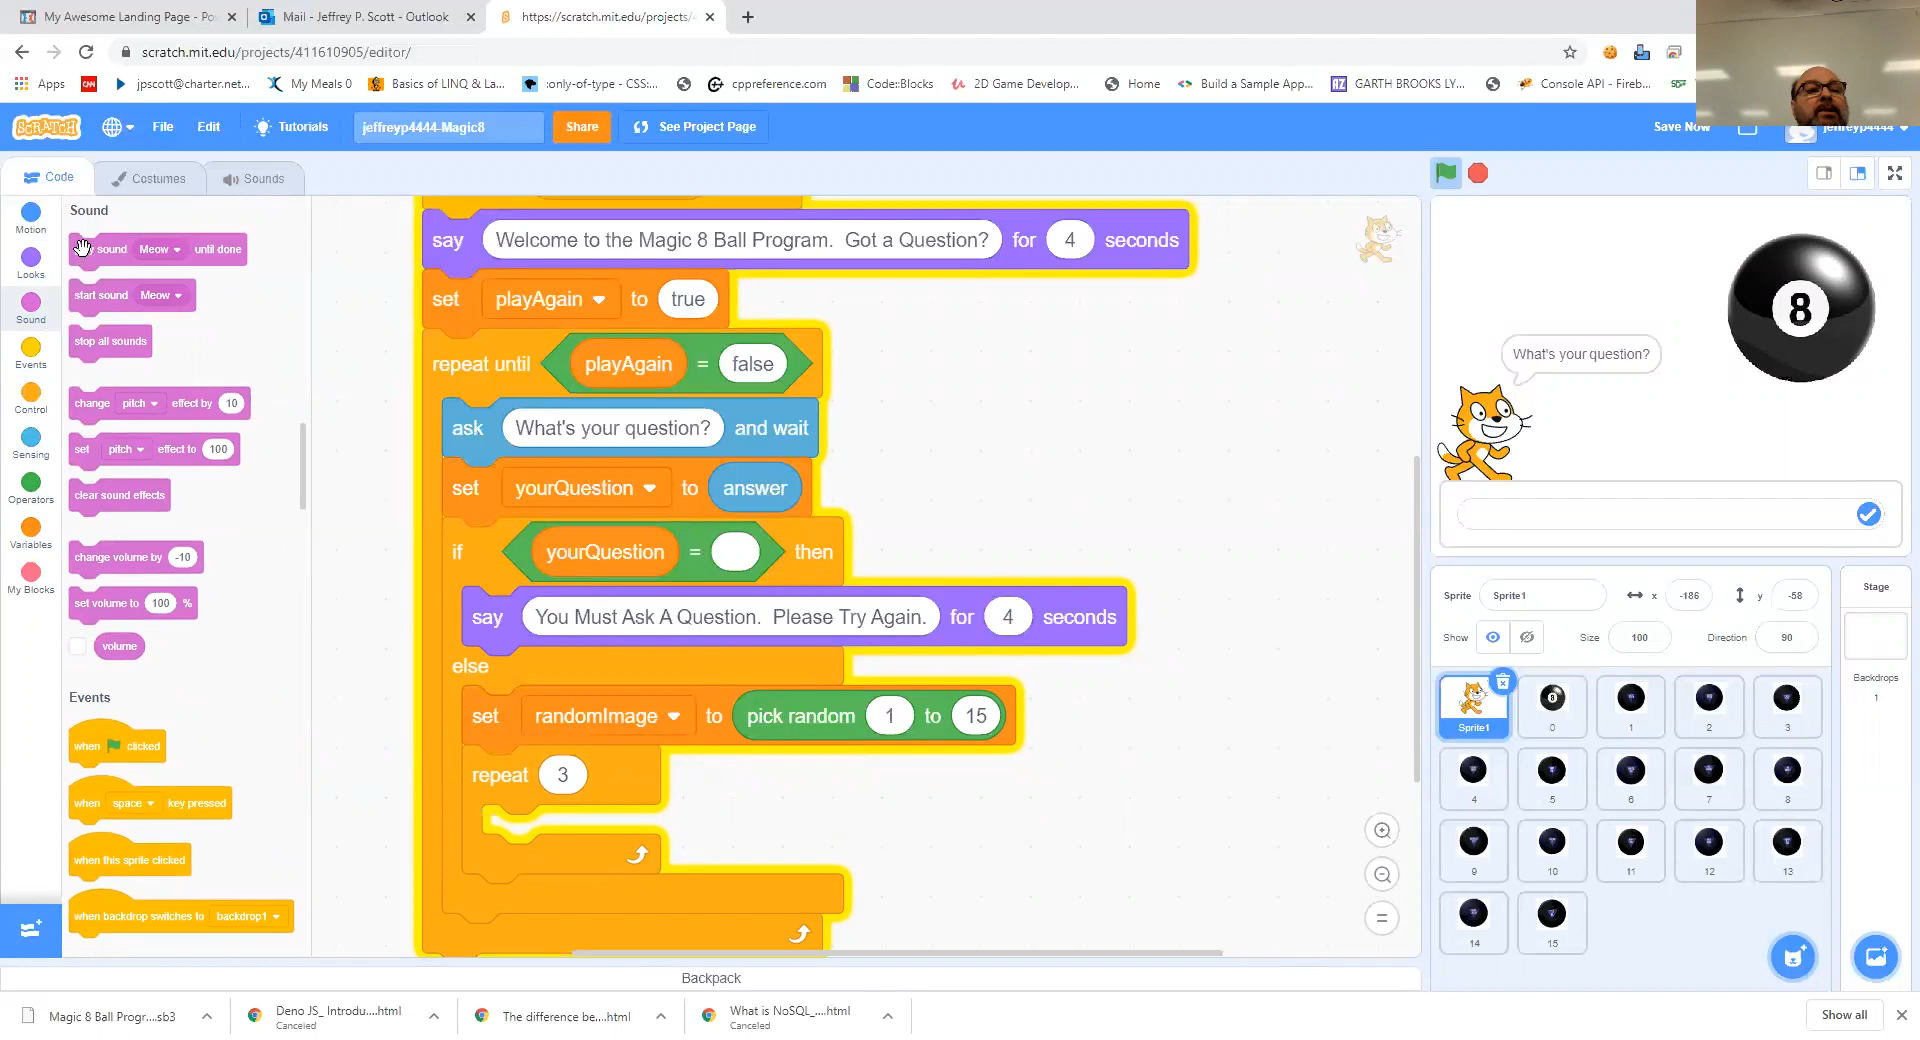 My Awesome Landing Page - Po
Mail - Jeffrey P. Scott - Outlook
https://scratch.mit.edu/projects/4
scratch.mit.edu/projects/411610905/editor/
Apps
CNN
jpscott@charter.net...
My Meals 0
Basics of LINQ & La...
:only-of-type - CSS:...
cppreference.com
Code::Blocks
2D Game Develop...
Home
Build a Sample App...
AZ
GARTH BROOKS LY...
Console API - Fireb...
SCRATCH
File
Edit
Tutorials
jeffreyp4444-Magic8
Share
See Project Page
Save Now
jeffreyp4444
Code
Costumes
Sounds
Motion
Looks
Sound
Events
Control
Sensing
Operators
Variables
My Blocks
Sound
sound Meow until done
start sound Meow
stop all sounds
change pitch effect by 10
set pitch effect to 100
clear sound effects
change volume by -10
set volume to 100 %
volume
Events
when clicked
when space key pressed
when this sprite clicked
when backdrop switches to backdrop1
say Welcome to the Magic 8 Ball Program.  Got a Question? for 4 seconds
set playAgain to true
repeat until playAgain = false
ask What's your question? and wait
set yourQuestion to answer
if yourQuestion = then
say You Must Ask A Question.  Please Try Again. for 4 seconds
else
set randomImage to pick random 1 to 15
repeat 3
8
What's your question?
Sprite Sprite1 x -186 y -58
Show Size 100 Direction 90
Stage
Backdrops
1
Sprite1
0
1
2
3
4
5
6
7
8
9
10
11
12
13
14
15
Backpack
Magic 8 Ball Progr....sb3
Deno JS_ Introdu....html
Canceled
The difference be....html
What is NoSQL_....html
Canceled
Show all